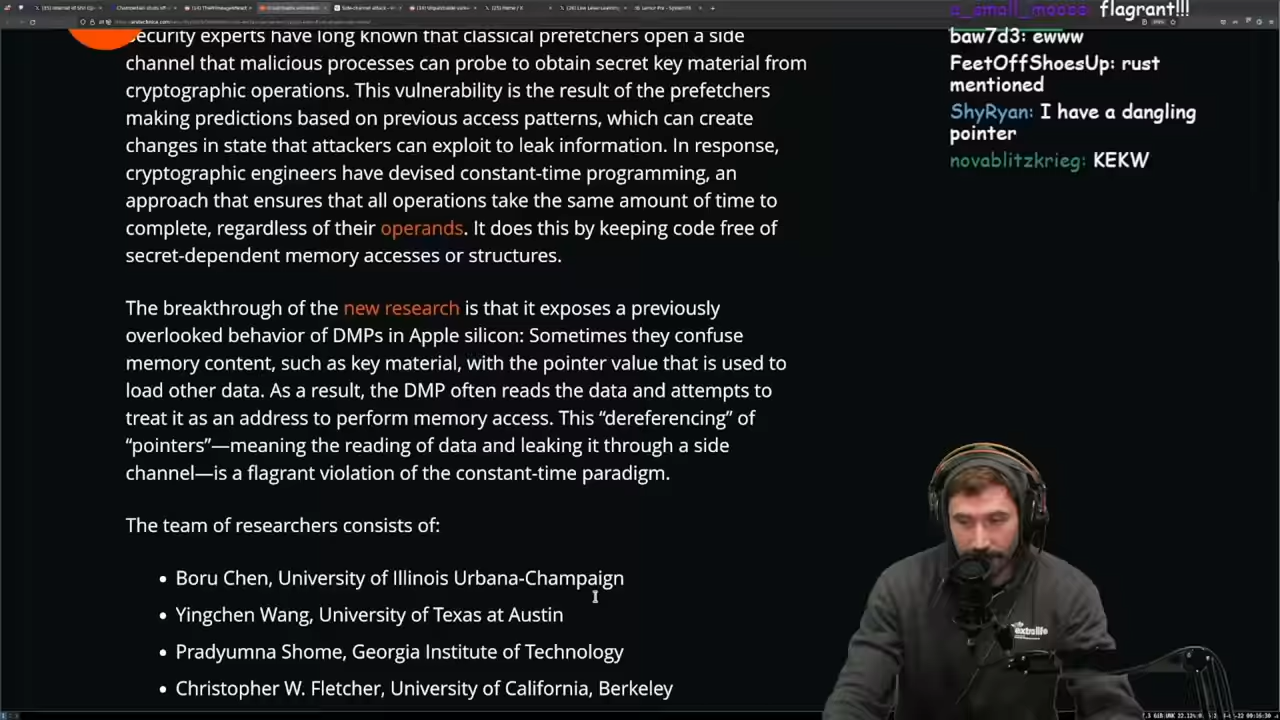 security experts have long known that classical prefetchers open a side
channel that malicious processes can probe to obtain secret key material from
cryptographic operations. This vulnerability is the result of the prefetchers
making predictions based on previous access patterns, which can create
changes in state that attackers can exploit to leak information. In response,
cryptographic engineers have devised constant-time programming, an
approach that ensures that all operations take the same amount of time to
complete, regardless of their operands. It does this by keeping code free of
secret-dependent memory accesses or structures.
The breakthrough of the new research is that it exposes a previously
overlooked behavior of DMPs in Apple silicon: Sometimes they confuse
memory content, such as key material, with the pointer value that is used to
load other data. As a result, the DMP often reads the data and attempts to
treat it as an address to perform memory access. This “dereferencing” of
“pointers”—meaning the reading of data and leaking it through a side
channel—is a flagrant violation of the constant-time paradigm.
The team of researchers consists of:
• Boru Chen, University of Illinois Urbana-Champaign
• Yingchen Wang, University of Texas at Austin
• Pradyumna Shome, Georgia Institute of Technology
• Christopher W. Fletcher, University of California, Berkeley
flagrant!!!
baw7d3: ewww
FeetOffShoesUp: rust
mentioned
ShyRyan: I have a dangling
pointer
novablitzkrieg: KEKW
extralife